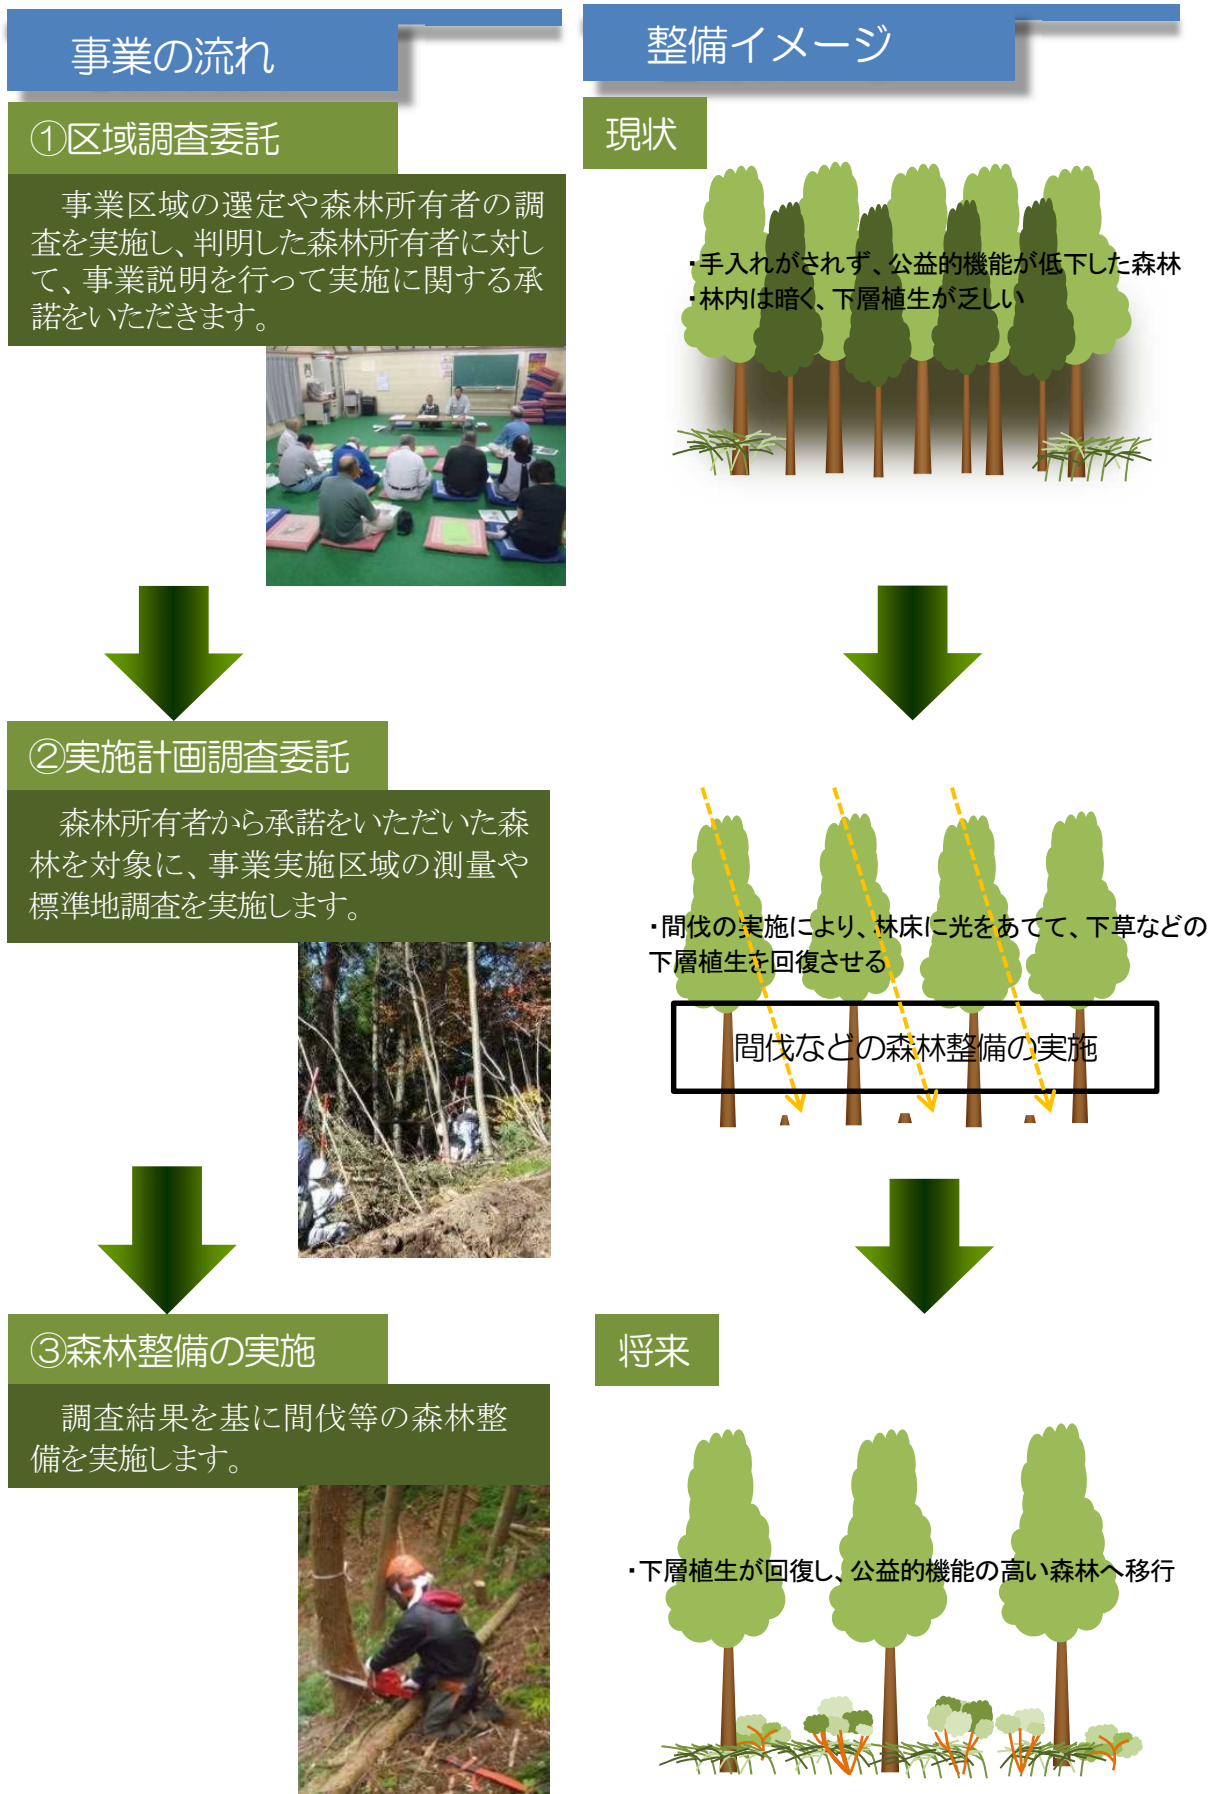 事業の流れ
①区域調査委託
事業区域の選定や森林所有者の調
査を実施し、判明した森林所有者に対し
て、事業説明を行って実施に関する承
諾をいただきます。
②実施計画調査委託
森林所有者から承諾をいただいた森
林を対象に、事業実施区域の測量や
標準地調査を実施します。
③森林整備の実施
調査結果を基に間伐等の森林整
備を実施します。
整備イメージ
現状
・手入れがされず、公益的機能が低下した森林
・林内は暗く、下層植生が乏しい
・間伐の実施により、林床に光をあてて、下草などの
下層植生を回復させる
間伐などの森林整備の実施
将来
・下層植生が回復し、公益的機能の高い森林へ移行